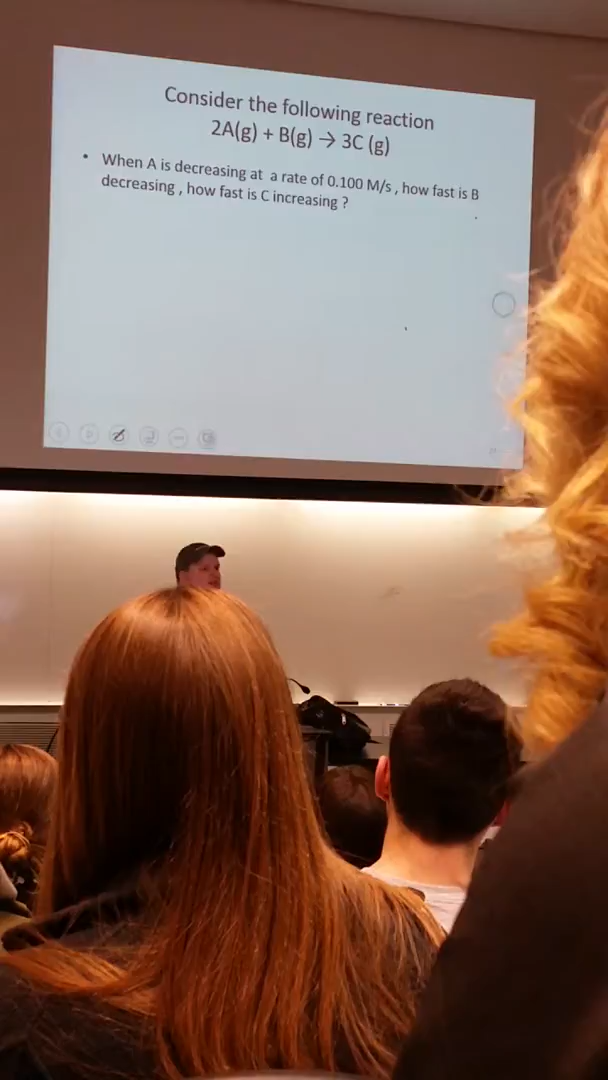 Consider the following reaction
2A(g) + B(g) → 3C (g)
• When A is decreasing at a rate of 0.100 M/s , how fast is B
decreasing , how fast is C increasing ?